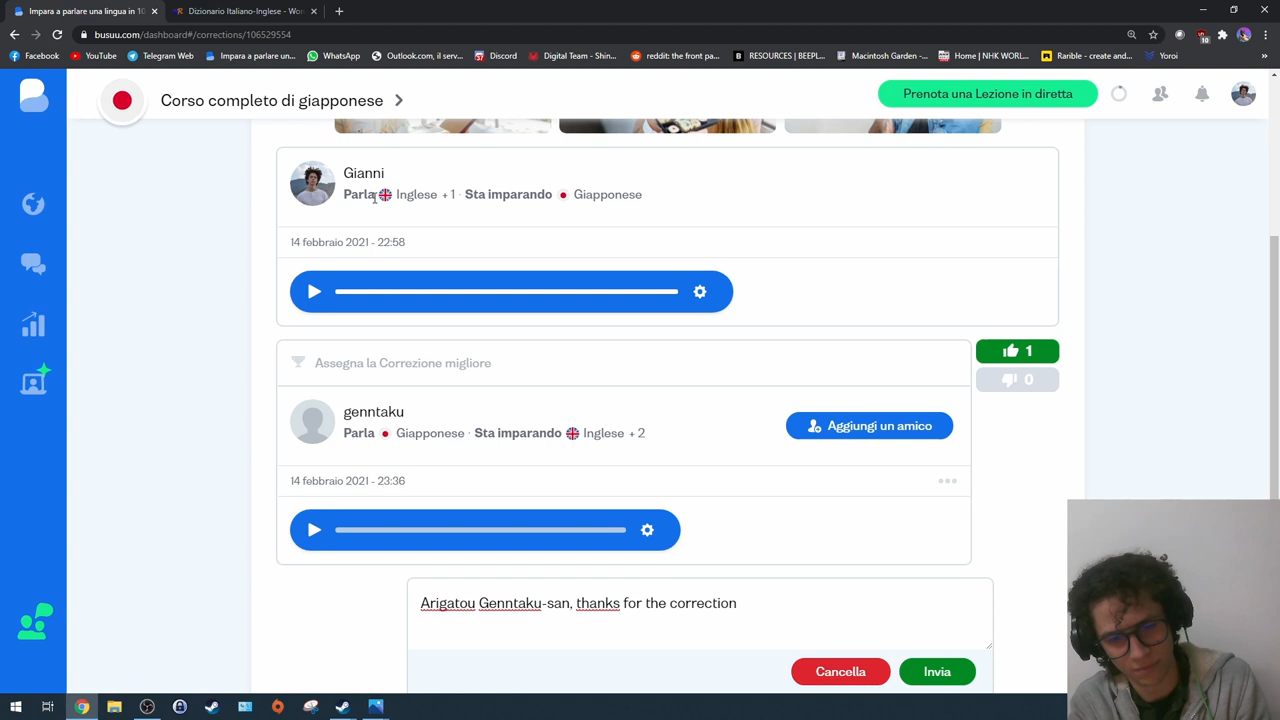 Impara a parlare una lingua in 10
Dizionario Italiano-Inglese - Wor
busuu.com/dashboard#/corrections/106529554
Facebook
YouTube
Telegram Web
Impara a parlare un...
WhatsApp
Outlook.com, il serv...
Discord
Digital Team - Shin...
reddit: the front pa...
RESOURCES | BEEPL...
Macintosh Garden -...
Home | NHK WORL...
Rarible - create and...
Yoroi
»
10
Corso completo di giapponese
Prenota una Lezione in diretta
Gianni
Parla Inglese + 1 · Sta imparando Giapponese
14 febbraio 2021 - 22:58
Assegna la Correzione migliore
1
0
genntaku
Parla Giapponese · Sta imparando Inglese + 2
Aggiungi un amico
14 febbraio 2021 - 23:36
Arigatou Genntaku-san, thanks for the correction
Cancella
Invia